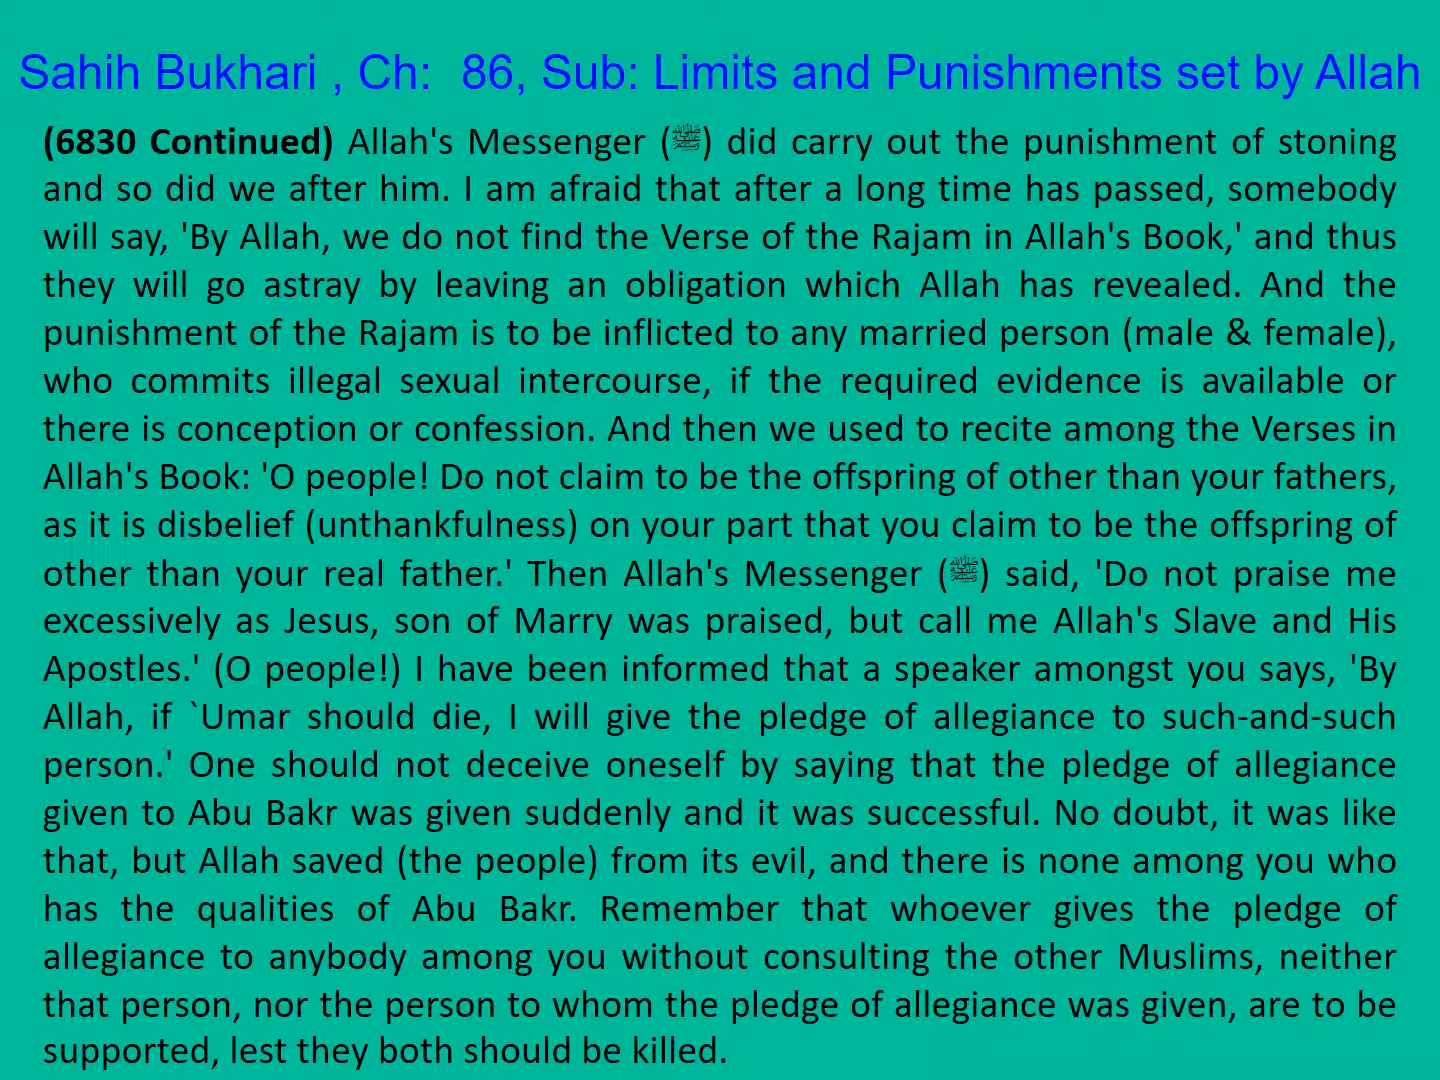 Sahih Bukhari , Ch:  86, Sub: Limits and Punishments set by Allah
(6830 Continued) Allah's Messenger (ﷺ) did carry out the punishment of stoning
and so did we after him. I am afraid that after a long time has passed, somebody
will say, 'By Allah, we do not find the Verse of the Rajam in Allah's Book,' and thus
they will go astray by leaving an obligation which Allah has revealed. And the
punishment of the Rajam is to be inflicted to any married person (male & female),
who commits illegal sexual intercourse, if the required evidence is available or
there is conception or confession. And then we used to recite among the Verses in
Allah's Book: 'O people! Do not claim to be the offspring of other than your fathers,
as it is disbelief (unthankfulness) on your part that you claim to be the offspring of
other than your real father.' Then Allah's Messenger (ﷺ) said, 'Do not praise me
excessively as Jesus, son of Marry was praised, but call me Allah's Slave and His
Apostles.' (O people!) I have been informed that a speaker amongst you says, 'By
Allah, if `Umar should die, I will give the pledge of allegiance to such-and-such
person.' One should not deceive oneself by saying that the pledge of allegiance
given to Abu Bakr was given suddenly and it was successful. No doubt, it was like
that, but Allah saved (the people) from its evil, and there is none among you who
has the qualities of Abu Bakr. Remember that whoever gives the pledge of
allegiance to anybody among you without consulting the other Muslims, neither
that person, nor the person to whom the pledge of allegiance was given, are to be
supported, lest they both should be killed.